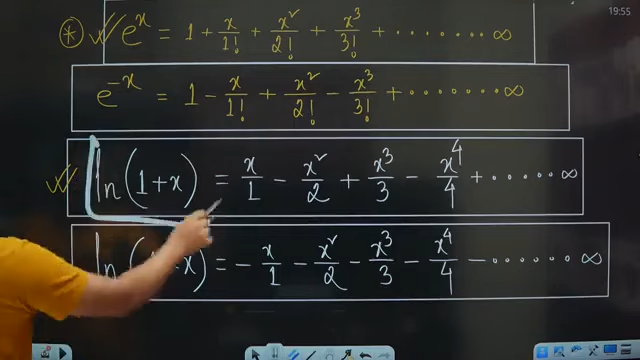 19:55
* e^x = 1 + x/1! + x²/2! + x³/3! + ........ ∞
e^-x = 1 - x/1! + x²/2! - x³/3! + ........ ∞
ln(1+x) = x/1 - x²/2 + x³/3 - x⁴/4 + ...... ∞
ln( -x) = - x/1 - x²/2 - x³/3 - x⁴/4 - ....... ∞